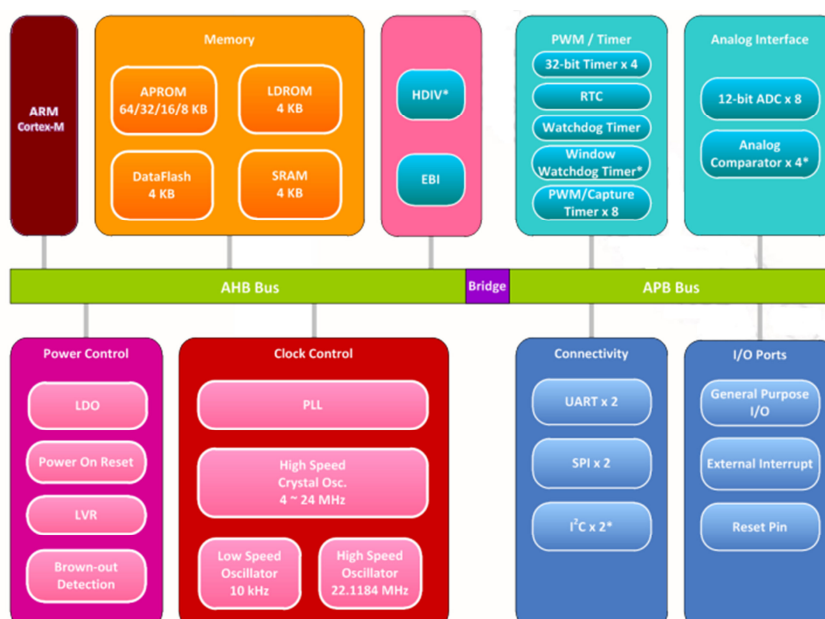 ARM
Cortex-M
Memory
APROM
64/32/16/8 KB
LDROM
4 KB
DataFlash
4 KB
SRAM
4 KB
HDIV*
EBI
PWM / Timer
32-bit Timer x 4
RTC
Watchdog Timer
Window
Watchdog Timer*
PWM/Capture
Timer x 8
Analog Interface
12-bit ADC x 8
Analog
Comparator x 4*
AHB Bus
Bridge
APB Bus
Power Control
LDO
Power On Reset
LVR
Brown-out
Detection
Clock Control
PLL
High Speed
Crystal Osc.
4 ~ 24 MHz
Low Speed
Oscillator
10 kHz
High Speed
Oscillator
22.1184 MHz
Connectivity
UART x 2
SPI x 2
I²C x 2*
I/O Ports
General Purpose
I/O
External Interrupt
Reset Pin